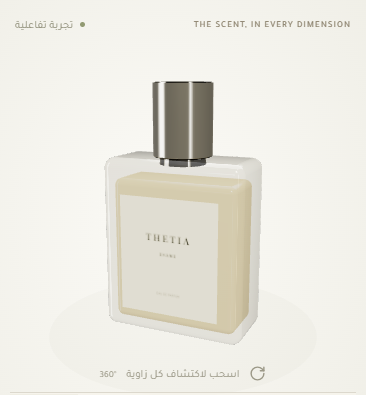 تجربة تفاعلية
THE SCENT, IN EVERY DIMENSION
THETIA
اسحب لاكتشاف كل زاوية
360°